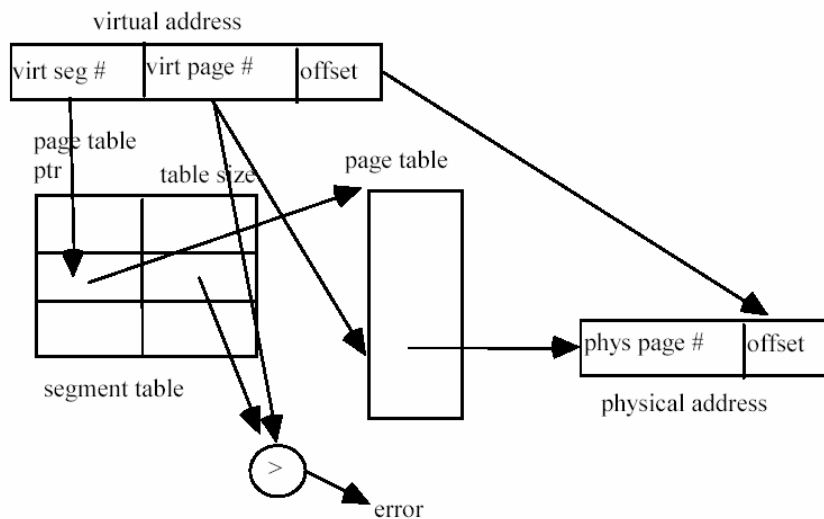 virtual address
virt seg #
virt page #
offset
page table
ptr
table size
page table
phys page #
offset
segment table
physical address
>
error